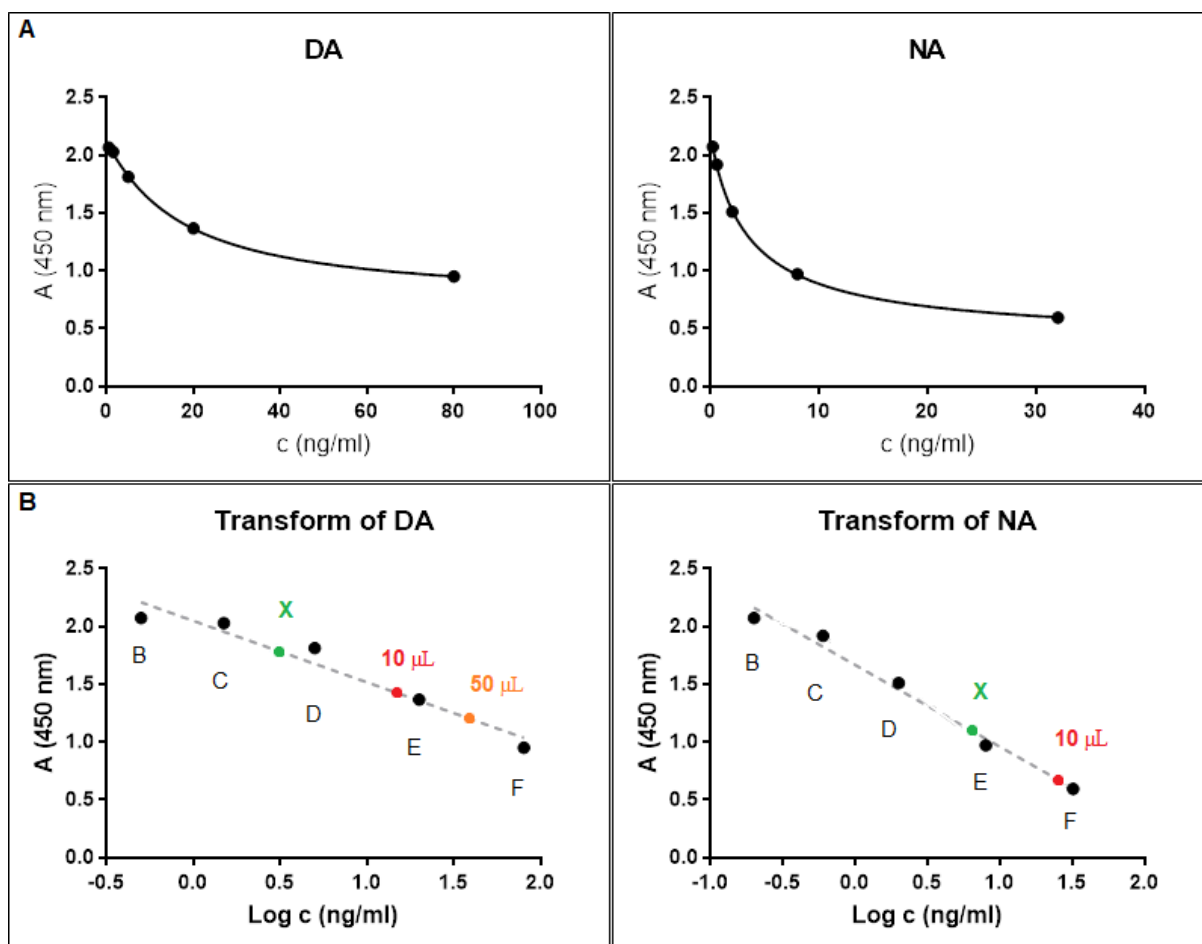 A
DA
2.5
2.0
1.5
1.0
0.5
0.0
A (450 nm)
0 20 40 60 80 100
c (ng/ml)
NA
2.5
2.0
1.5
1.0
0.5
0.0
A (450 nm)
0 10 20 30 40
c (ng/ml)
B
Transform of DA
2.5
2.0
1.5
1.0
0.5
0.0
A (450 nm)
X
10 μL
50 μL
B
C
D
E
F
-0.5 0.0 0.5 1.0 1.5 2.0
Log c (ng/ml)
Transform of NA
2.5
2.0
1.5
1.0
0.5
0.0
A (450 nm)
X
10 μL
B
C
D
E
F
-1.0 -0.5 0.0 0.5 1.0 1.5 2.0
Log c (ng/ml)